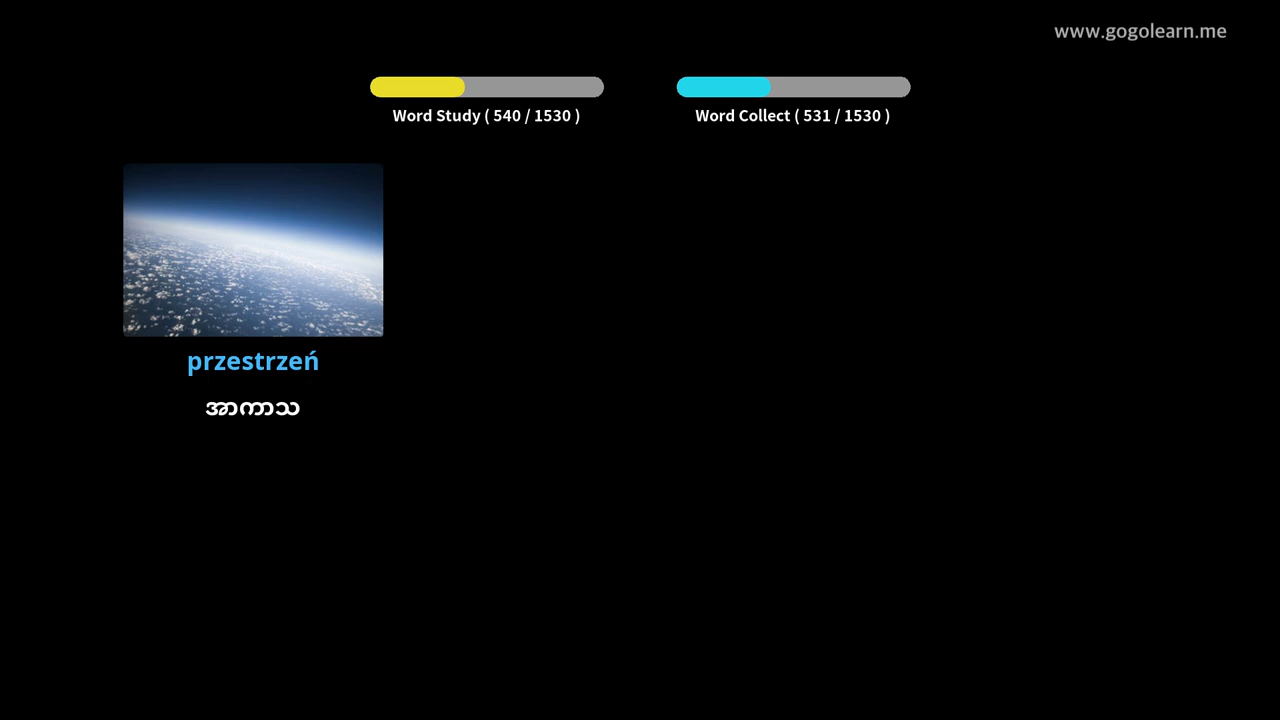 www.gogolearn.me
Word Study ( 540 / 1530 )
Word Collect ( 531 / 1530 )
przestrzeń
အာကာသ